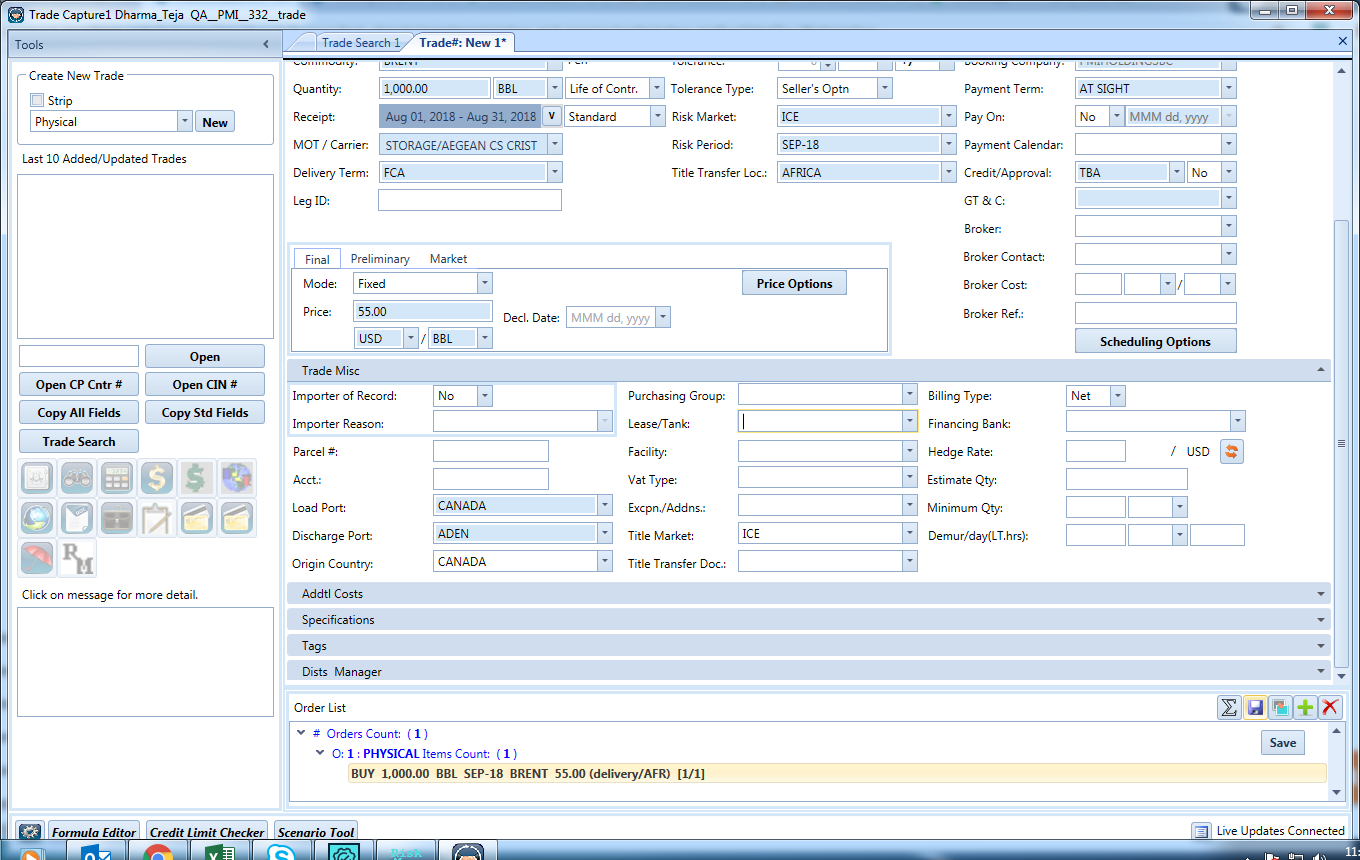 Trade Capture1 Dharma_Teja QA__PMI__332__trade
Tools
Trade Search 1
Trade#: New 1*
Create New Trade
Strip
Physical
New
Last 10 Added/Updated Trades
Open
Open CP Cntr #
Open CIN #
Copy All Fields
Copy Std Fields
Trade Search
RM
Click on message for more detail.
Commodity: BRENT Tolerance: Booking Company: PMIHOLDINGSBC
Quantity: 1,000.00 BBL Life of Contr. Tolerance Type: Seller's Optn Payment Term: AT SIGHT
Receipt: Aug 01, 2018 - Aug 31, 2018 V Standard Risk Market: ICE Pay On: No MMM dd, yyyy
MOT / Carrier: STORAGE/AEGEAN CS CRIST Risk Period: SEP-18 Payment Calendar:
Delivery Term: FCA Title Transfer Loc.: AFRICA Credit/Approval: TBA No
Leg ID: GT & C:
Broker:
Broker Contact:
Broker Cost: /
Broker Ref.:
Scheduling Options
Final Preliminary Market
Mode: Fixed Price Options
Price: 55.00 Decl. Date: MMM dd, yyyy
USD / BBL
Trade Misc
Importer of Record: No Purchasing Group: Billing Type: Net
Importer Reason: Lease/Tank: Financing Bank:
Parcel #: Facility: Hedge Rate: / USD
Acct.: Vat Type: Estimate Qty:
Load Port: CANADA Excpn./Addns.: Minimum Qty:
Discharge Port: ADEN Title Market: ICE Demur/day(LT.hrs):
Origin Country: CANADA Title Transfer Doc.:
Addtl Costs
Specifications
Tags
Dists Manager
Order List
# Orders Count: ( 1 )
Save
O: 1 : PHYSICAL Items Count: ( 1 )
BUY 1,000.00 BBL SEP-18 BRENT 55.00 (delivery/AFR) [1/1]
Formula Editor
Credit Limit Checker
Scenario Tool
Live Updates Connected
Risk
11: